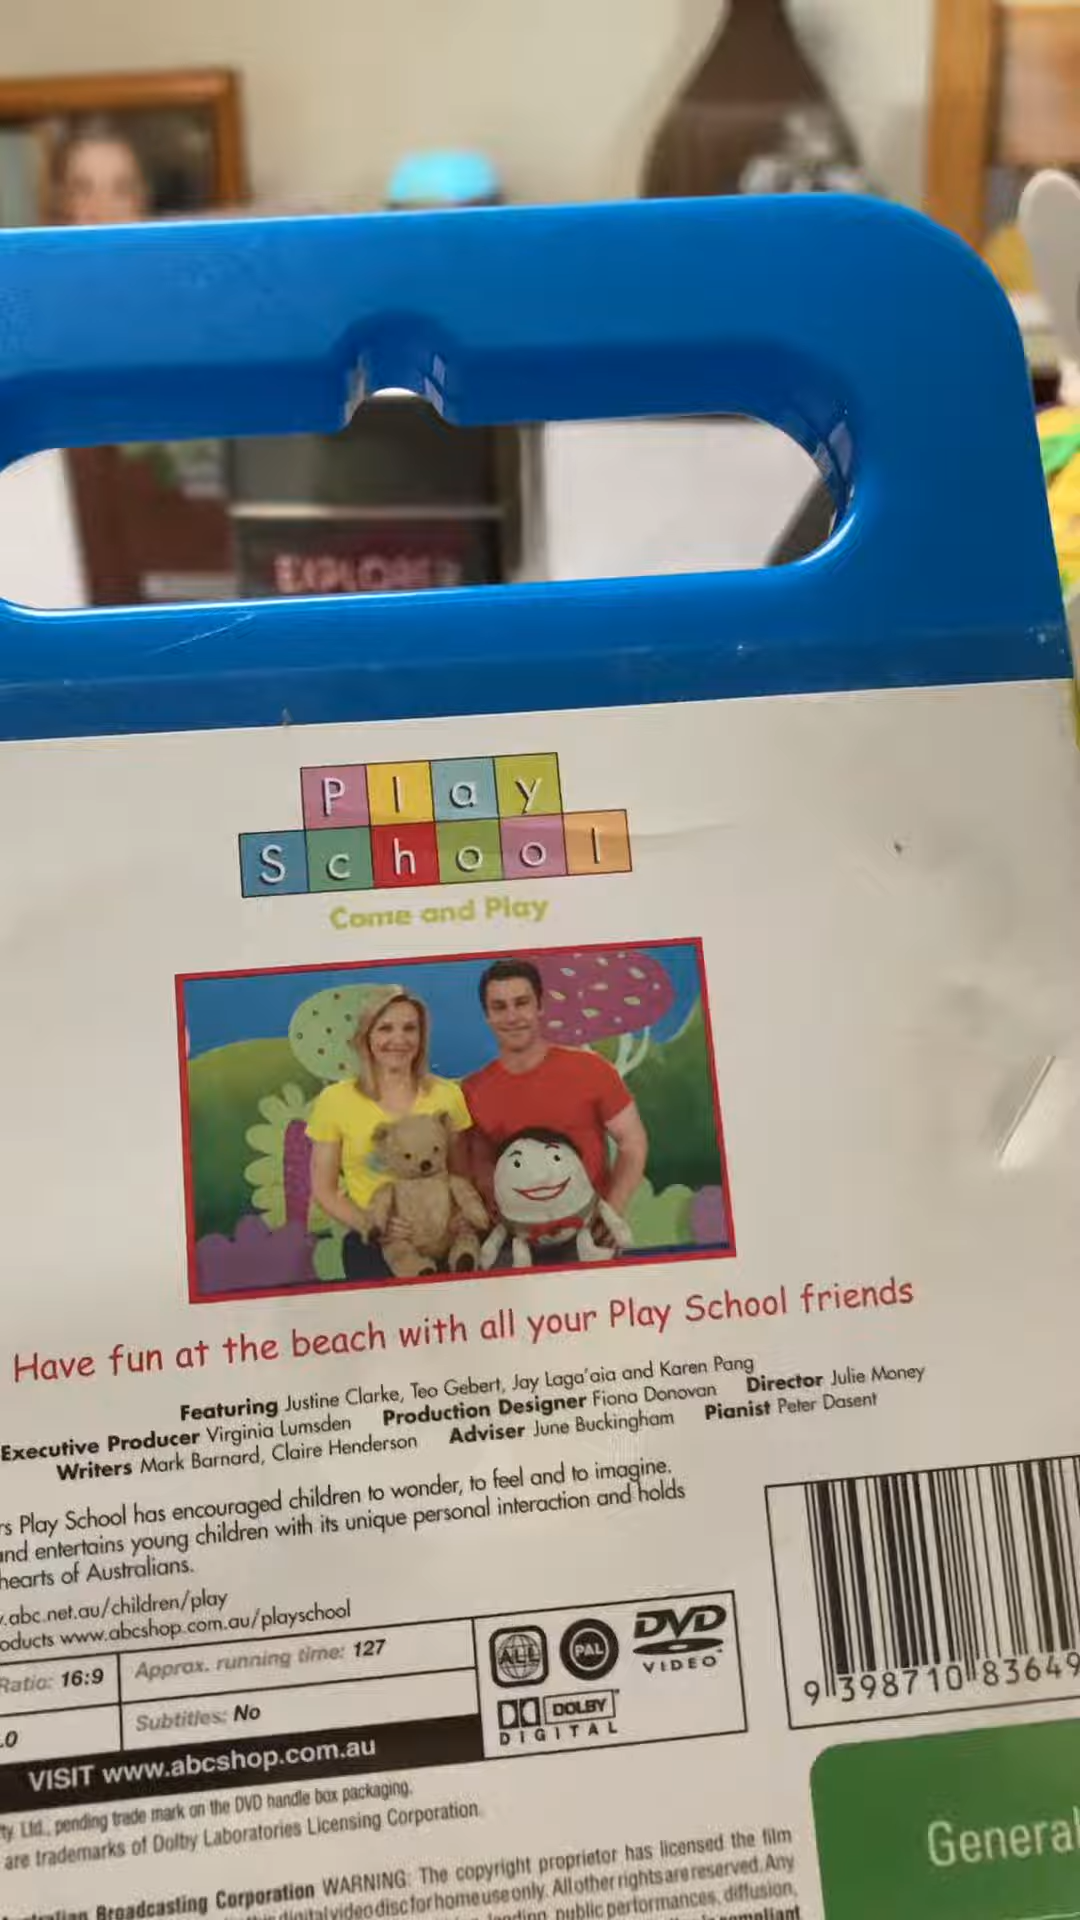 EXPLORE
Play
School
Come and Play
Have fun at the beach with all your Play School friends
Featuring Justine Clarke, Teo Gebert, Jay Laga'aia and Karen Pang
Executive Producer Virginia Lumsden Production Designer Fiona Donovan Director Julie Money
Writers Mark Barnard, Claire Henderson Adviser June Buckingham Pianist Peter Dasent
rs Play School has encouraged children to wonder, to feel and to imagine.
and entertains young children with its unique personal interaction and holds
hearts of Australians.
.abc.net.au/children/play
oducts www.abcshop.com.au/playschool
Ratio: 16:9 Approx. running time: 127
.0 Subtitles: No
ALL PAL DVD
VIDEO
DOLBY
DIGITAL
9 398710 83649
VISIT www.abcshop.com.au
ty. Ltd., pending trade mark on the DVD handle box packaging.
are trademarks of Dolby Laboratories Licensing Corporation.
General
Broadcasting Corporation WARNING: The copyright proprietor has licensed the film
digital video disc for home use only. All other rights are reserved. Any
public performances, diffusion,